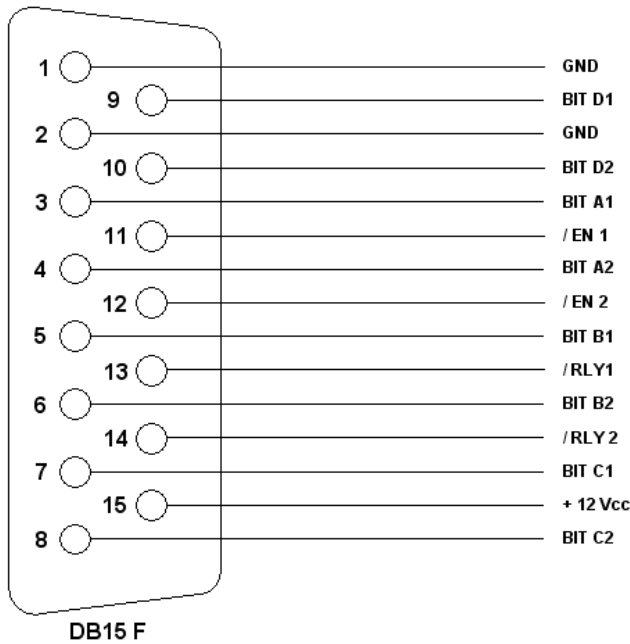 1 GND
9 BIT D1
2 GND
10 BIT D2
3 BIT A1
11 / EN 1
4 BIT A2
12 / EN 2
5 BIT B1
13 / RLY1
6 BIT B2
14 / RLY 2
7 BIT C1
15 + 12 Vcc
8 BIT C2
DB15 F